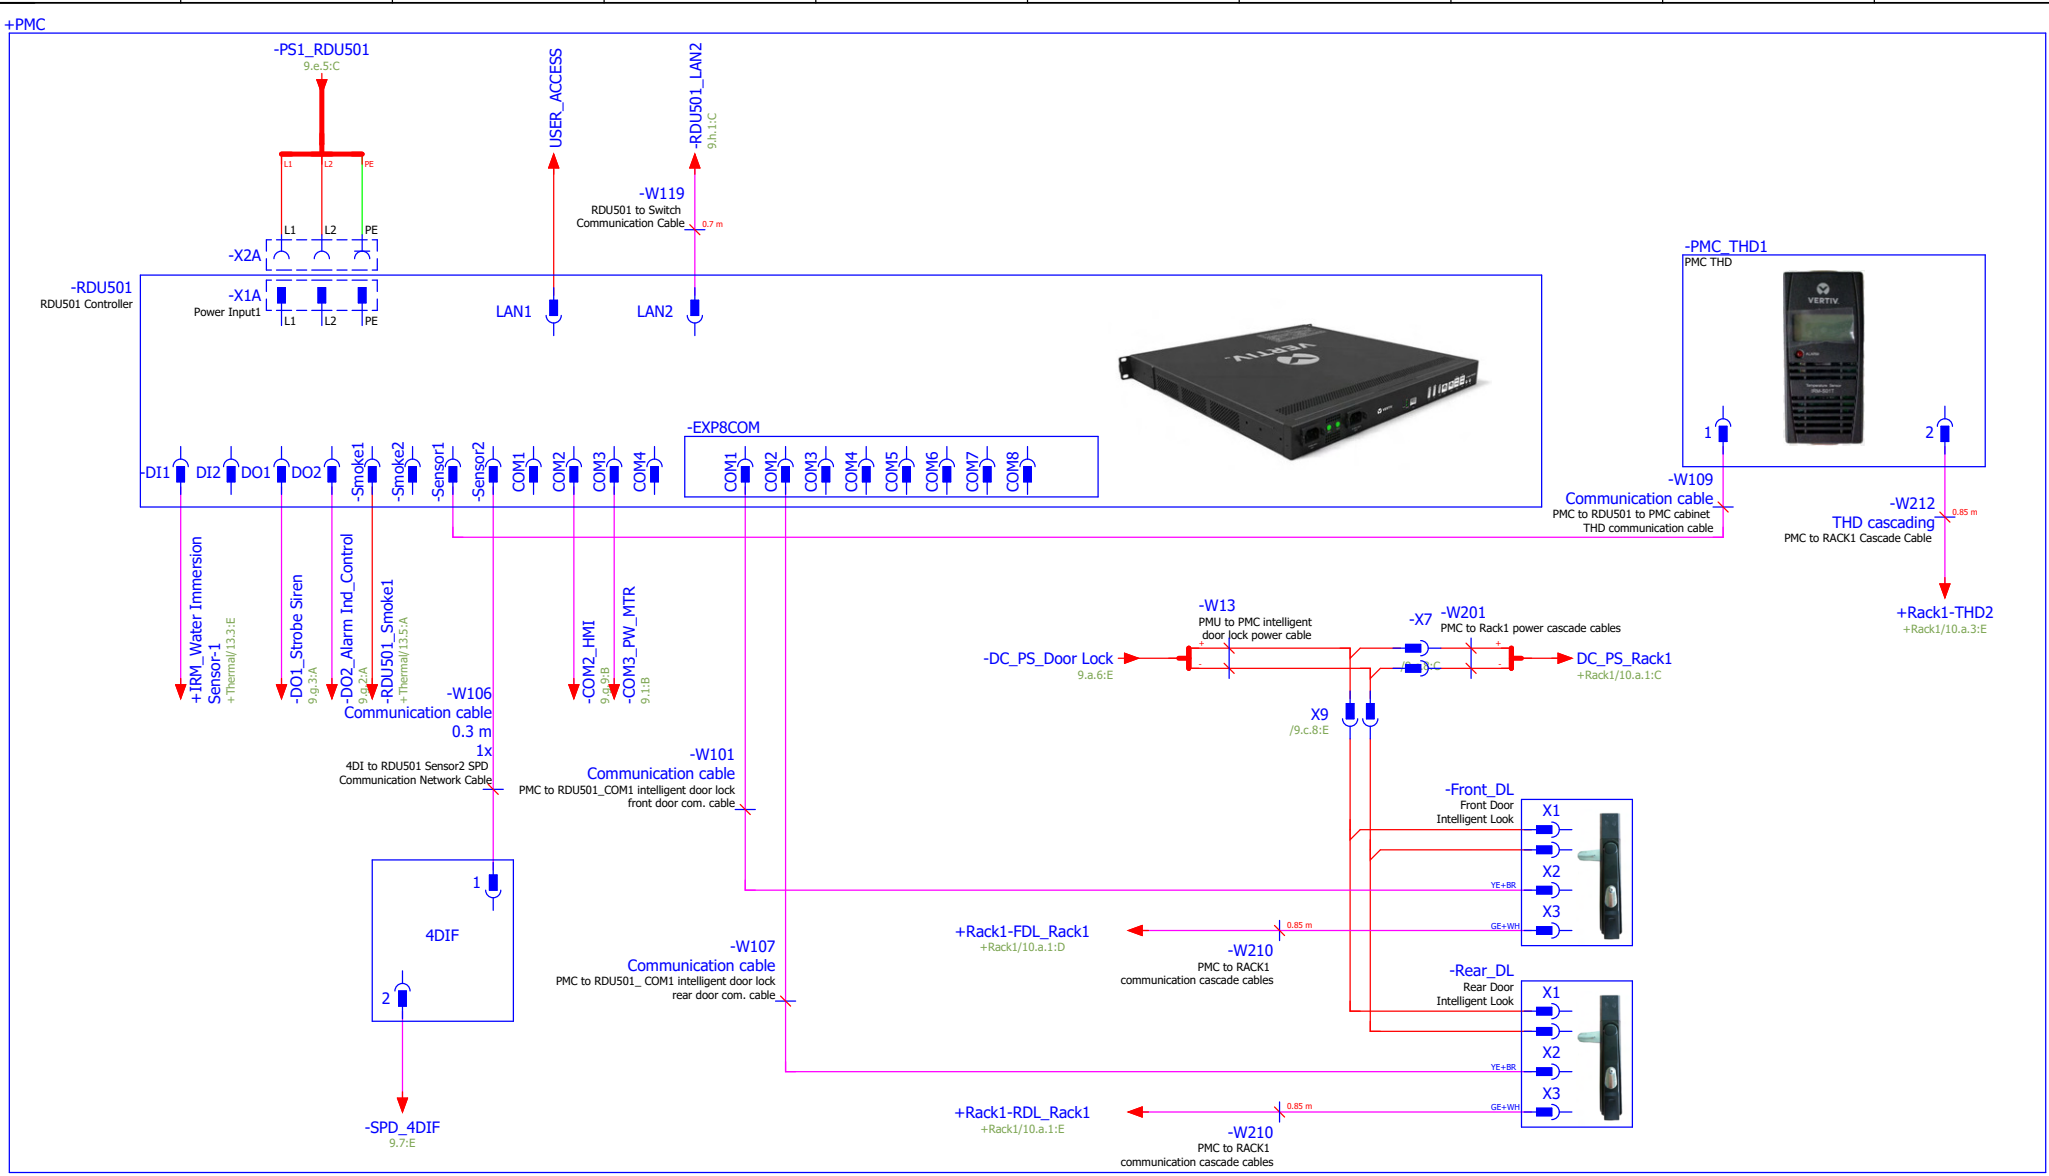 +PMC
-PS1_RDU501
9.e.5:C
USER_ACCESS
-RDU501_LAN2
9.h.1:C
L1
L2
PE
-W119
RDU501 to Switch
Communication Cable
0.7 m
L1
L2
PE
-X2A
-RDU501
RDU501 Controller
-X1A
Power Input1
L1
L2
PE
LAN1
LAN2
VERTIV
-PMC_THD1
PMC THD
VERTIV
ALARM
Temperature Sensor
1
2
-EXP8COM
-DI1
DI2
DO1
DO2
-Smoke1
-Smoke2
-Sensor1
-Sensor2
COM1
COM2
COM3
COM4
COM1
COM2
COM3
COM4
COM5
COM6
COM7
COM8
-W109
Communication cable
PMC to RDU501 to PMC cabinet
THD communication cable
-W212
THD cascading
PMC to RACK1 Cascade Cable
0.85 m
+Rack1-THD2
+Rack1/10.a.3:E
+IRM_Water Immersion
Sensor-1
+Thermal/13.3:E
-DO1_Strobe Siren
9.g.3:A
-DO2_Alarm Ind_Control
9.g.2:A
-RDU501_Smoke1
+Thermal/13.5:A
-COM2_HMI
9.g.9:B
-COM3_PW_MTR
9.1:B
-W106
Communication cable
0.3 m
1x
4DI to RDU501 Sensor2 SPD
Communication Network Cable
-W13
PMU to PMC intelligent
door lock power cable
-X7
-W201
PMC to Rack1 power cascade cables
-DC_PS_Door Lock
9.a.6:E
+
-
+
-
DC_PS_Rack1
+Rack1/10.a.1:C
X9
/9.c.8:E
-W101
Communication cable
PMC to RDU501_COM1 intelligent door lock
front door com. cable
-Front_DL
Front Door
Intelligent Look
X1
X2
YE+BR
X3
GE+WH
1
4DIF
2
-SPD_4DIF
9.7:E
+Rack1-FDL_Rack1
+Rack1/10.a.1:D
0.85 m
-W210
PMC to RACK1
communication cascade cables
-W107
Communication cable
PMC to RDU501_ COM1 intelligent door lock
rear door com. cable
-Rear_DL
Rear Door
Intelligent Look
X1
X2
YE+BR
X3
GE+WH
+Rack1-RDL_Rack1
+Rack1/10.a.1:E
0.85 m
-W210
PMC to RACK1
communication cascade cables